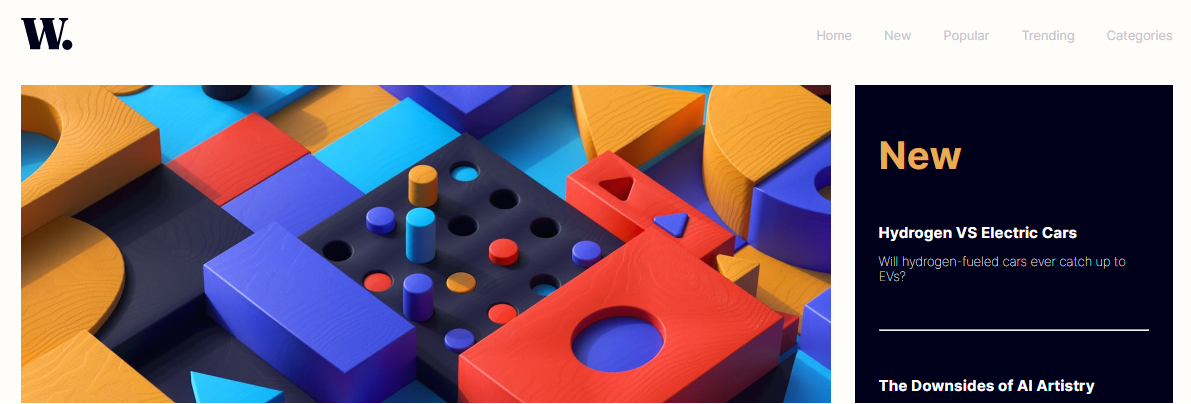 W.
Home New Popular Trending Categories
New
Hydrogen VS Electric Cars
Will hydrogen-fueled cars ever catch up to
EVs?
The Downsides of AI Artistry